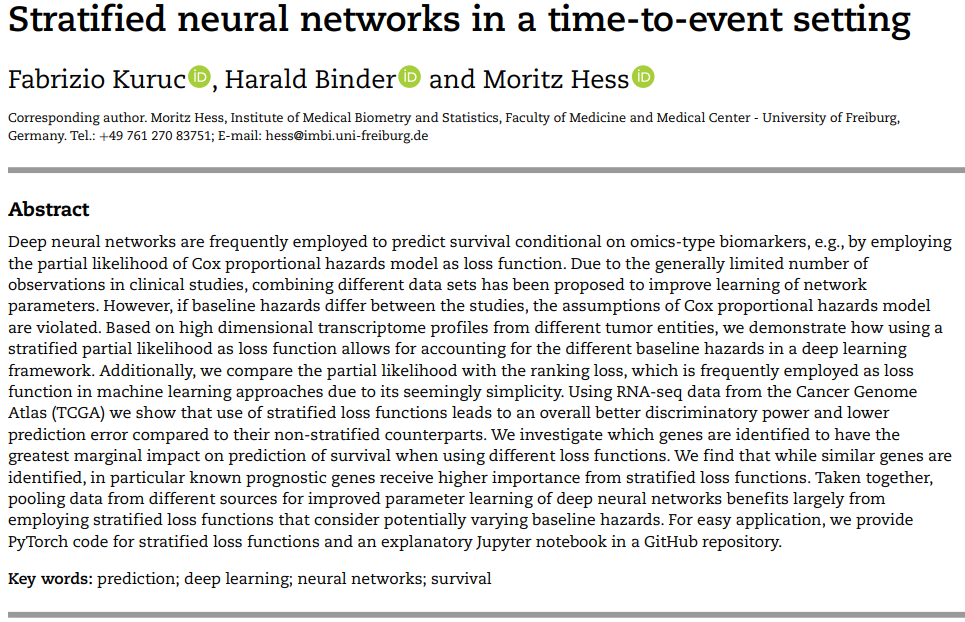 Stratified neural networks in a time-to-event setting
Fabrizio Kuruc iD, Harald Binder iD and Moritz Hess iD
Corresponding author. Moritz Hess, Institute of Medical Biometry and Statistics, Faculty of Medicine and Medical Center - University of Freiburg,
Germany. Tel.: +49 761 270 83751; E-mail: hess@imbi.uni-freiburg.de
Abstract
Deep neural networks are frequently employed to predict survival conditional on omics-type biomarkers, e.g., by employing
the partial likelihood of Cox proportional hazards model as loss function. Due to the generally limited number of
observations in clinical studies, combining different data sets has been proposed to improve learning of network
parameters. However, if baseline hazards differ between the studies, the assumptions of Cox proportional hazards model
are violated. Based on high dimensional transcriptome profiles from different tumor entities, we demonstrate how using a
stratified partial likelihood as loss function allows for accounting for the different baseline hazards in a deep learning
framework. Additionally, we compare the partial likelihood with the ranking loss, which is frequently employed as loss
function in machine learning approaches due to its seemingly simplicity. Using RNA-seq data from the Cancer Genome
Atlas (TCGA) we show that use of stratified loss functions leads to an overall better discriminatory power and lower
prediction error compared to their non-stratified counterparts. We investigate which genes are identified to have the
greatest marginal impact on prediction of survival when using different loss functions. We find that while similar genes are
identified, in particular known prognostic genes receive higher importance from stratified loss functions. Taken together,
pooling data from different sources for improved parameter learning of deep neural networks benefits largely from
employing stratified loss functions that consider potentially varying baseline hazards. For easy application, we provide
PyTorch code for stratified loss functions and an explanatory Jupyter notebook in a GitHub repository.
Key words: prediction; deep learning; neural networks; survival